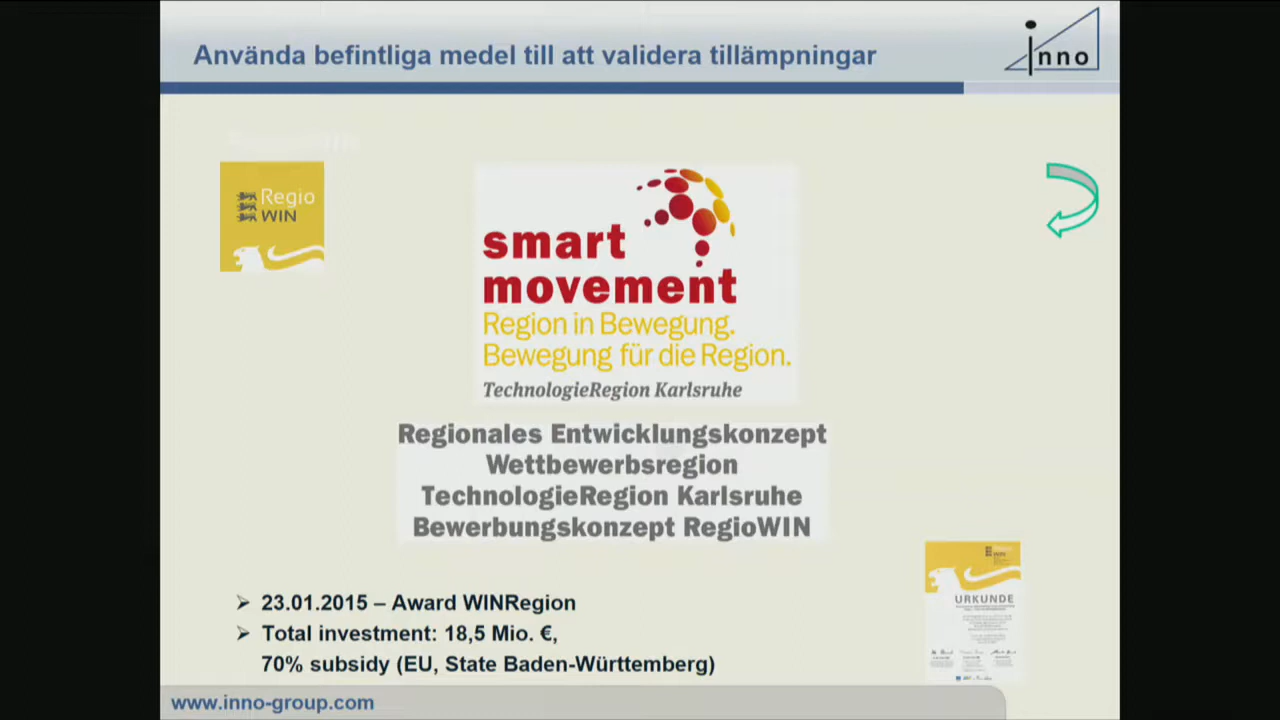 Använda befintliga medel till att validera tillämpningar
inno
Regio
WIN
smart
movement
Region in Bewegung.
Bewegung für die Region.
TechnologieRegion Karlsruhe
Regionales Entwicklungskonzept
Wettbewerbsregion
TechnologieRegion Karlsruhe
Bewerbungskonzept RegioWIN
➢ 23.01.2015 – Award WINRegion
➢ Total investment: 18,5 Mio. €,
70% subsidy (EU, State Baden-Württemberg)
URKUNDE
www.inno-group.com